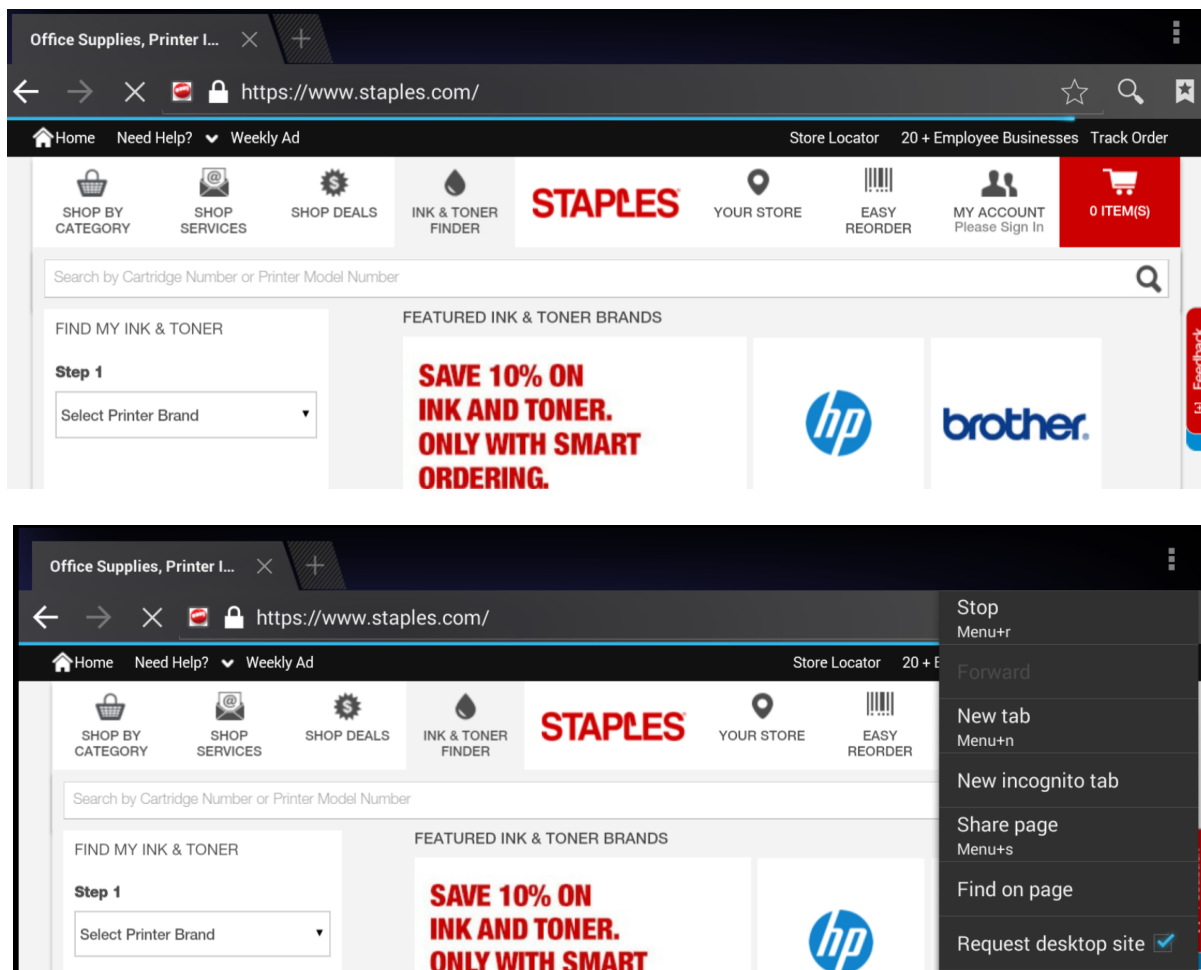 Office Supplies, Printer I...
https://www.staples.com/
Home Need Help? Weekly Ad Store Locator 20 + Employee Businesses Track Order
SHOP BY
CATEGORY
SHOP
SERVICES
SHOP DEALS
INK & TONER
FINDER
STAPLES
YOUR STORE
EASY
REORDER
MY ACCOUNT
Please Sign In
0 ITEM(S)
Search by Cartridge Number or Printer Model Number
FIND MY INK & TONER
Step 1
Select Printer Brand
FEATURED INK & TONER BRANDS
SAVE 10% ON
INK AND TONER.
ONLY WITH SMART
ORDERING.
hp
brother.
Feedback
Office Supplies, Printer I...
https://www.staples.com/
Home Need Help? Weekly Ad Store Locator 20 +
SHOP BY
CATEGORY
SHOP
SERVICES
SHOP DEALS
INK & TONER
FINDER
STAPLES
YOUR STORE
EASY
REORDER
Search by Cartridge Number or Printer Model Number
FIND MY INK & TONER
Step 1
Select Printer Brand
FEATURED INK & TONER BRANDS
SAVE 10% ON
INK AND TONER.
ONLY WITH SMART
hp
Stop
Menu+r
Forward
New tab
Menu+n
New incognito tab
Share page
Menu+s
Find on page
Request desktop site